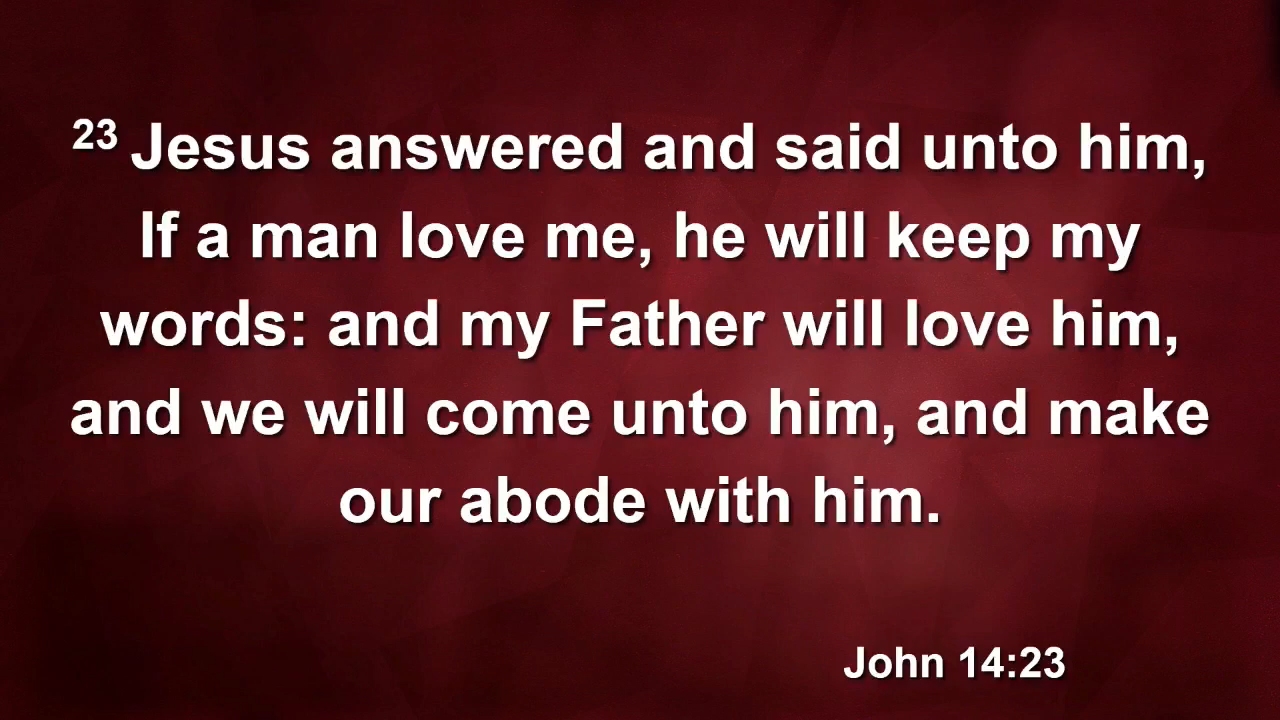 23 Jesus answered and said unto him,
If a man love me, he will keep my
words: and my Father will love him,
and we will come unto him, and make
our abode with him.
John 14:23